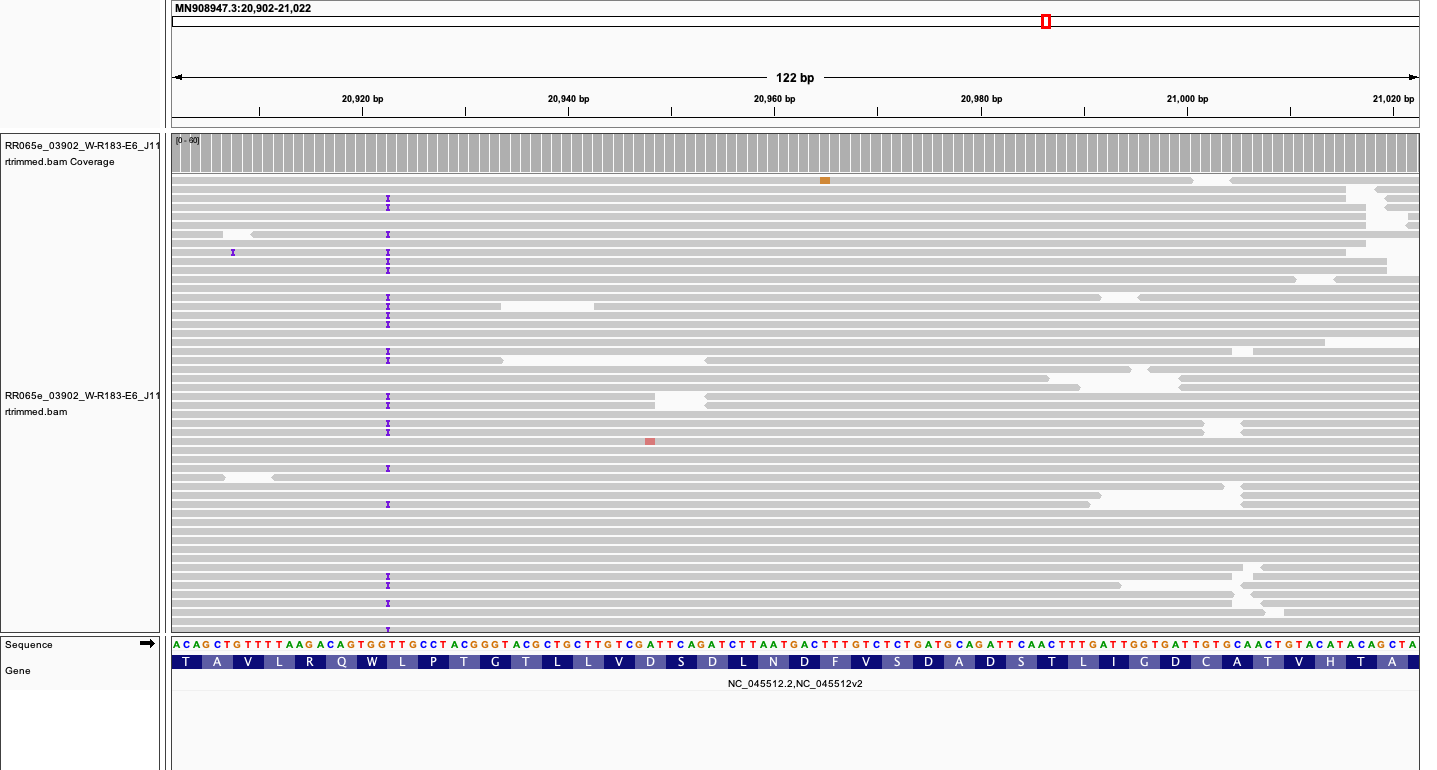 MN908947.3:20,902-21,022
122 bp
20,920 bp 20,940 bp 20,960 bp 20,980 bp 21,000 bp 21,020 bp
[0 - 60]
RR065e_03902_W-R183-E6_J11
rtrimmed.bam Coverage
RR065e_03902_W-R183-E6_J11
rtrimmed.bam
Sequence A C A G C T G T T T T A A G A C A G T G G T T G C C T A C G G G T A C G C T G C T T G T C G A T T C A G A T C T T A A T G A C T T T G T C T C T G A T G C A G A T T C A A C T T T G A T T G G T G A T T G T G C A A C T G T A C A T A C A G C T A
Gene T A V L R Q W L P T G T L L V D S D L N D F V S D A D S T L I G D C A T V H T A
NC_045512.2,NC_045512v2